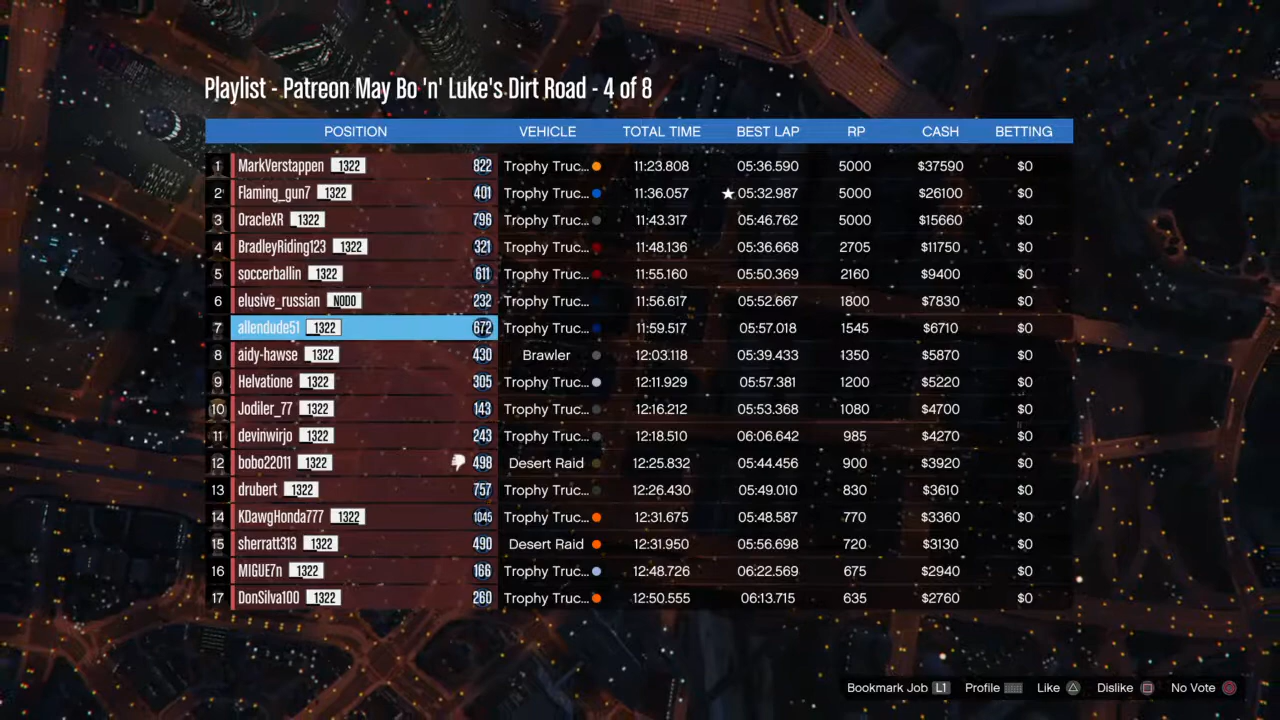 Playlist - Patreon May Bo 'n' Luke's Dirt Road - 4 of 8
POSITION VEHICLE TOTAL TIME BEST LAP RP CASH BETTING
1 MarkVerstappen 1322 822 Trophy Truc... 11:23.808 05:36.590 5000 $37590 $0
2 Flaming_gun7 1322 401 Trophy Truc... 11:36.057 ★ 05:32.987 5000 $26100 $0
3 OracleXR 1322 796 Trophy Truc... 11:43.317 05:46.762 5000 $15660 $0
4 BradleyRiding123 1322 321 Trophy Truc... 11:48.136 05:36.668 2705 $11750 $0
5 soccerballin 1322 611 Trophy Truc... 11:55.160 05:50.369 2160 $9400 $0
6 elusive_russian NODO 232 Trophy Truc... 11:56.617 05:52.667 1800 $7830 $0
7 allendude51 1322 672 Trophy Truc... 11:59.517 05:57.018 1545 $6710 $0
8 aidy-hawse 1322 430 Brawler 12:03.118 05:39.433 1350 $5870 $0
9 Helvatione 1322 305 Trophy Truc... 12:11.929 05:57.381 1200 $5220 $0
10 Jodiler_77 1322 143 Trophy Truc... 12:16.212 05:53.368 1080 $4700 $0
11 devinwirjo 1322 243 Trophy Truc... 12:18.510 06:06.642 985 $4270 $0
12 bobo22011 1322 498 Desert Raid 12:25.832 05:44.456 900 $3920 $0
13 drubert 1322 757 Trophy Truc... 12:26.430 05:49.010 830 $3610 $0
14 KDawgHonda777 1322 1045 Trophy Truc... 12:31.675 05:48.587 770 $3360 $0
15 sherratt313 1322 490 Desert Raid 12:31.950 05:56.698 720 $3130 $0
16 MIGUE7n 1322 166 Trophy Truc... 12:48.726 06:22.569 675 $2940 $0
17 DonSilva100 1322 260 Trophy Truc... 12:50.555 06:13.715 635 $2760 $0
Bookmark Job L1 Profile Like Dislike No Vote